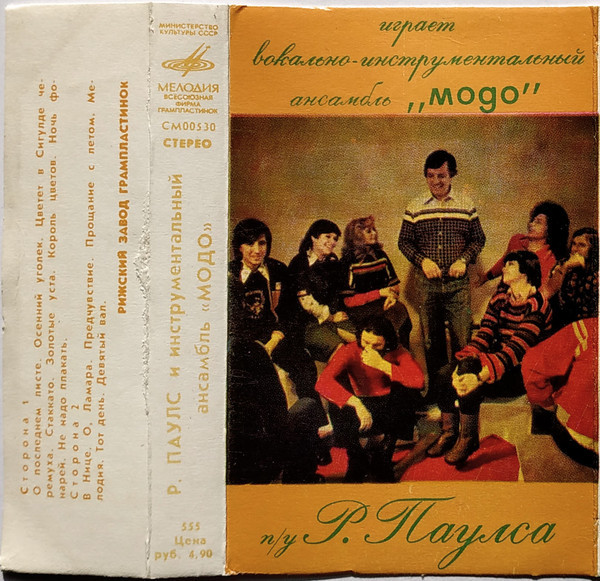 Сторона 1
О последнем листе. Осенний уголек. Цветет в Сигулде че-
ремуха. Стаккато. Золотые уста. Король цветов. Ночь фо-
нарей. Не надо плакать.
Сторона 2
В Нице. О, Ламара. Предчувствие. Прощание с летом. Ме-
лодия. Тот день. Девятый вал.
РИЖСКИЙ ЗАВОД ГРАМПЛАСТИНОК
МИНИСТЕРСТВО
КУЛЬТУРЫ СССР
МЕЛОДИЯ
ВСЕСОЮЗНАЯ
ФИРМА
ГРАМПЛАСТИНОК
СМ00530
СТЕРЕО
Р. ПАУЛС и инструментальный
ансамбль «МОДО»
555
Цена
руб. 4,90
играет
вокально-инструментальный
ансамбль „модо”
п/у Р. Паулса